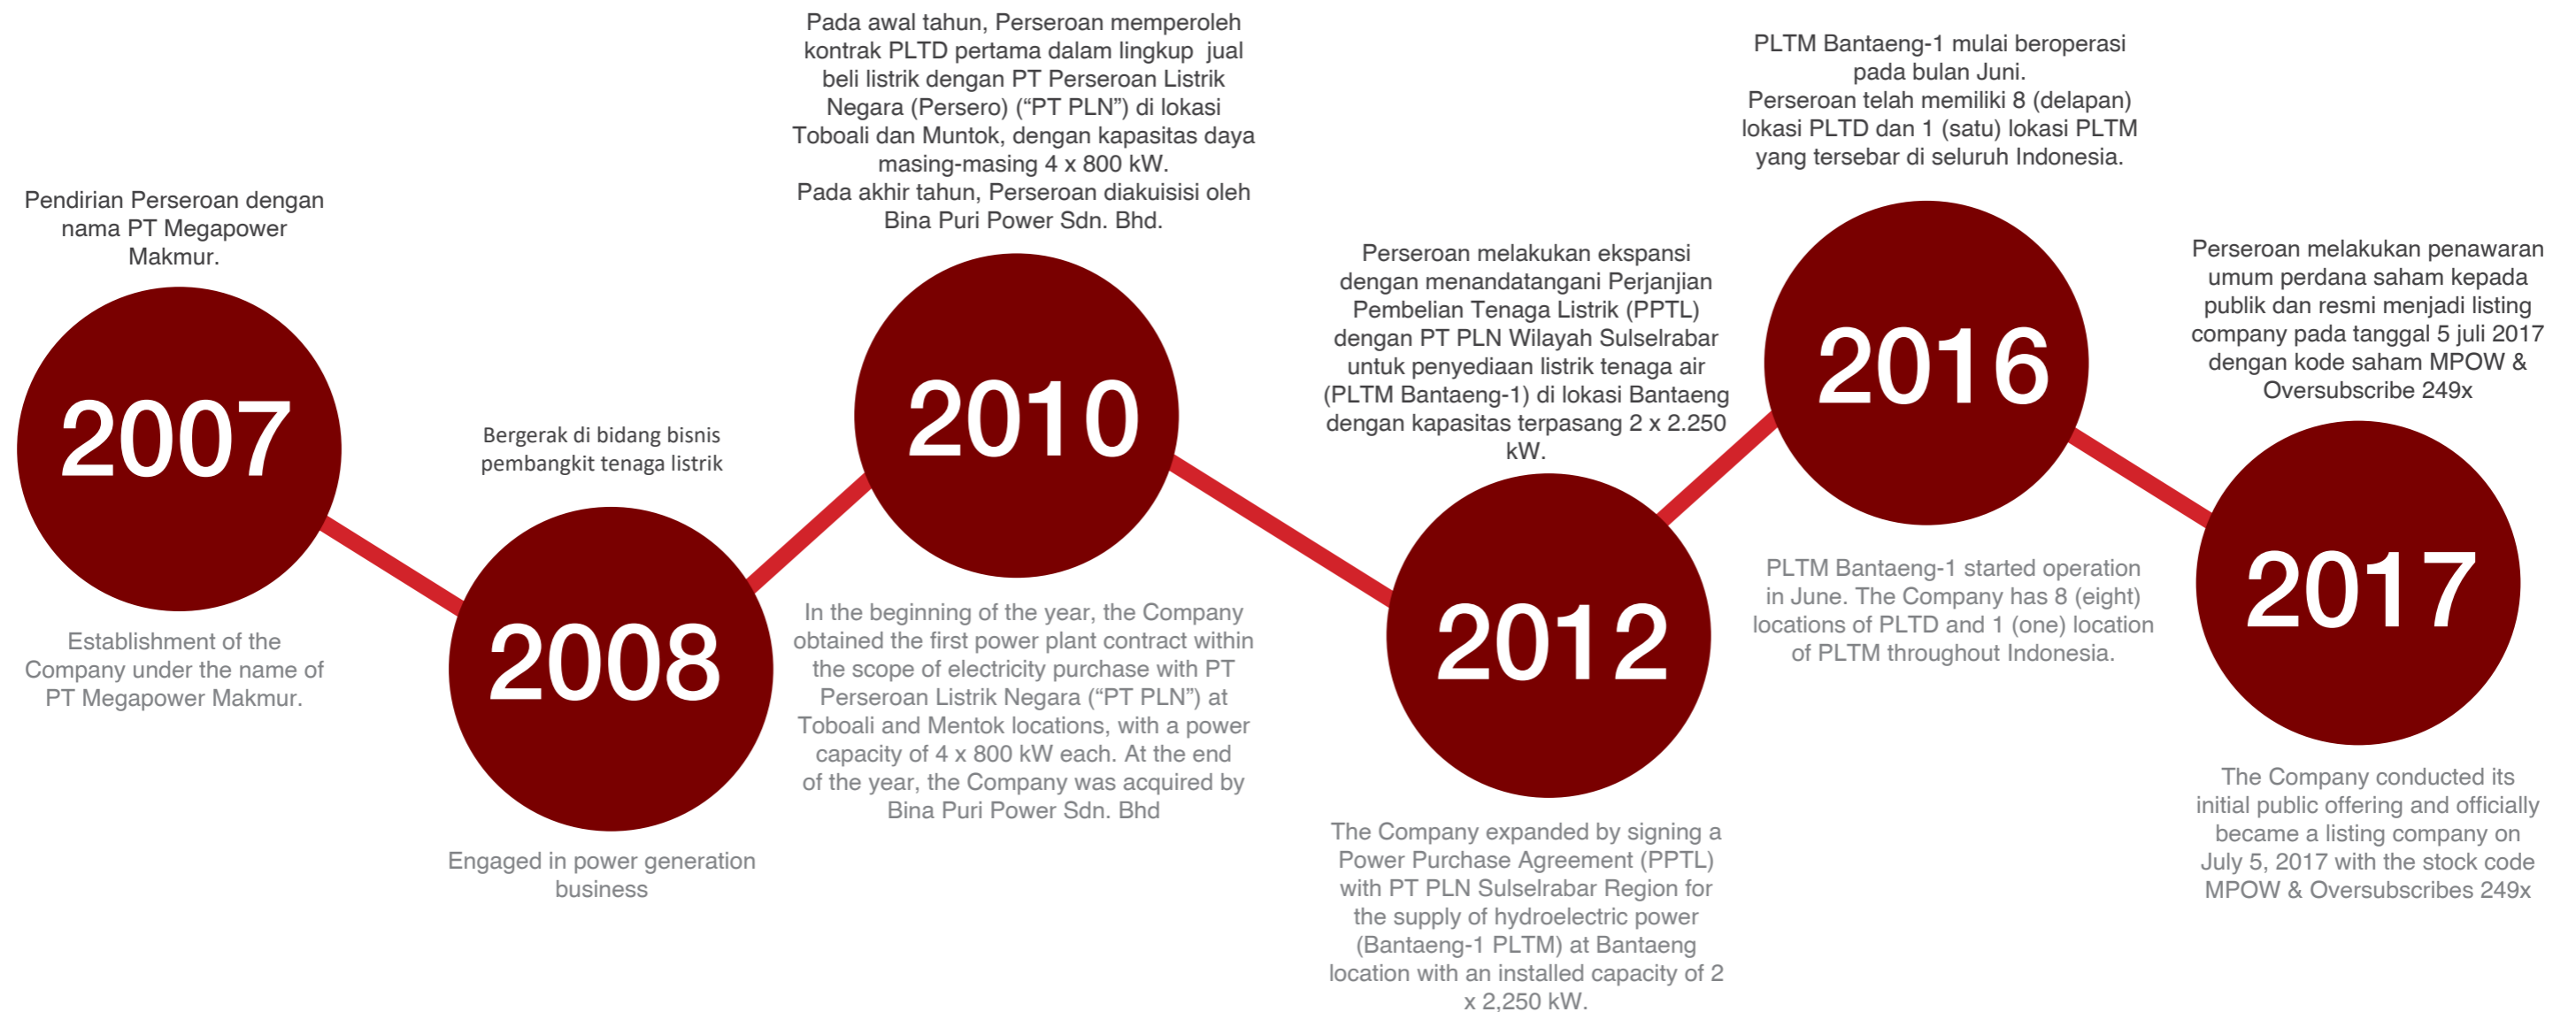 Pendirian Perseroan dengan
nama PT Megapower
Makmur.
2007
Establishment of the
Company under the name of
PT Megapower Makmur.
Bergerak di bidang bisnis
pembangkit tenaga listrik
2008
Engaged in power generation
business
Pada awal tahun, Perseroan memperoleh
kontrak PLTD pertama dalam lingkup jual
beli listrik dengan PT Perseroan Listrik
Negara (Persero) (“PT PLN”) di lokasi
Toboali dan Muntok, dengan kapasitas daya
masing-masing 4 x 800 kW.
Pada akhir tahun, Perseroan diakuisisi oleh
Bina Puri Power Sdn. Bhd.
2010
In the beginning of the year, the Company
obtained the first power plant contract within
the scope of electricity purchase with PT
Perseroan Listrik Negara (“PT PLN”) at
Toboali and Mentok locations, with a power
capacity of 4 x 800 kW each. At the end
of the year, the Company was acquired by
Bina Puri Power Sdn. Bhd
Perseroan melakukan ekspansi
dengan menandatangani Perjanjian
Pembelian Tenaga Listrik (PPTL)
dengan PT PLN Wilayah Sulselrabar
untuk penyediaan listrik tenaga air
(PLTM Bantaeng-1) di lokasi Bantaeng
dengan kapasitas terpasang 2 x 2.250
kW.
2012
The Company expanded by signing a
Power Purchase Agreement (PPTL)
with PT PLN Sulselrabar Region for
the supply of hydroelectric power
(Bantaeng-1 PLTM) at Bantaeng
location with an installed capacity of 2
x 2,250 kW.
PLTM Bantaeng-1 mulai beroperasi
pada bulan Juni.
Perseroan telah memiliki 8 (delapan)
lokasi PLTD dan 1 (satu) lokasi PLTM
yang tersebar di seluruh Indonesia.
2016
PLTM Bantaeng-1 started operation
in June. The Company has 8 (eight)
locations of PLTD and 1 (one) location
of PLTM throughout Indonesia.
Perseroan melakukan penawaran
umum perdana saham kepada
publik dan resmi menjadi listing
company pada tanggal 5 juli 2017
dengan kode saham MPOW &
Oversubscribe 249x
2017
The Company conducted its
initial public offering and officially
became a listing company on
July 5, 2017 with the stock code
MPOW & Oversubscribes 249x